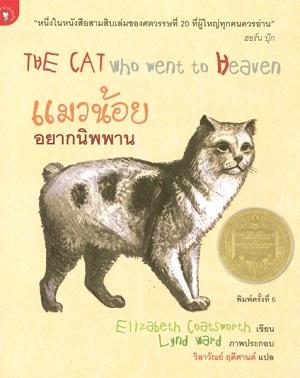 "หนึ่งในหนังสือสามสิบเล่มของศตวรรษที่ 20 ที่ผู้ใหญ่ทุกคนควรอ่าน"
ฮอร์น บุ๊ก
THE CAT who went to Heaven
แมวน้อย
อยากนิพพาน
พิมพ์ครั้งที่ 6
Elizabeth Coatsworth เขียน
Lynd Ward ภาพประกอบ
วิลาวัณย์ ฤดีศานต์ แปล